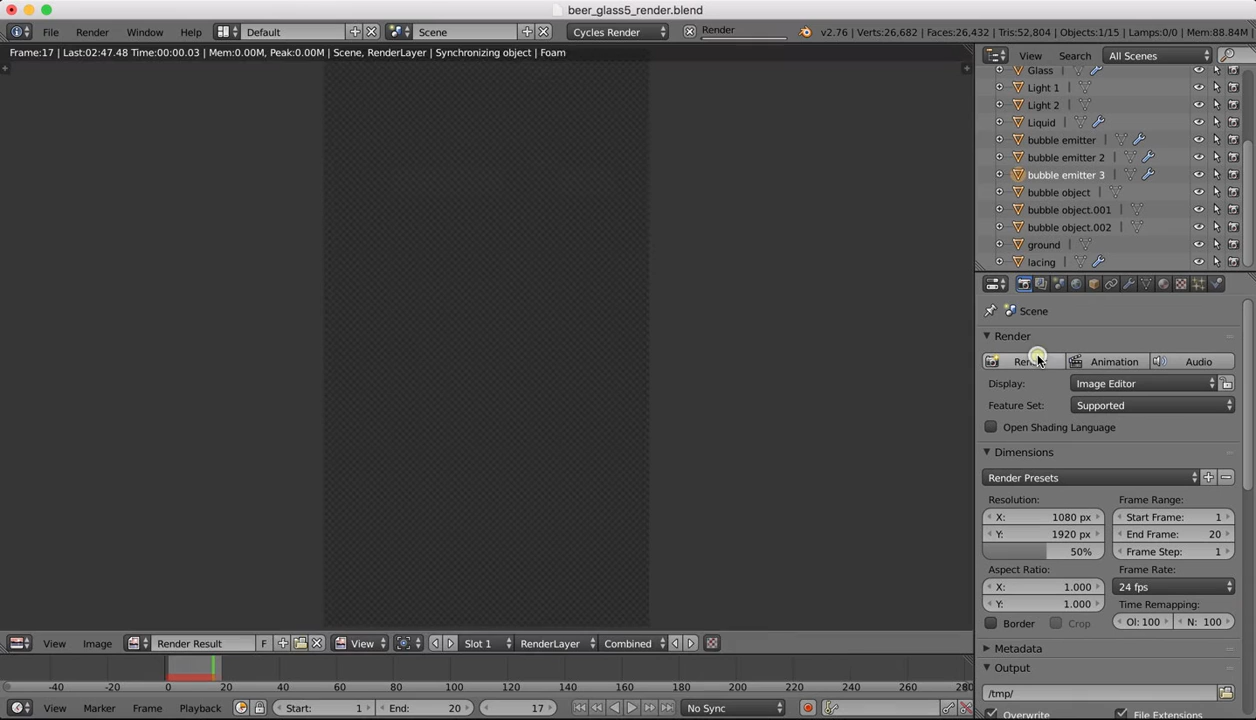 beer_glass5_render.blend
File Render Window Help Default Scene Cycles Render Render v2.76 | Verts:26,682 | Faces:26,432 | Tris:52,804 | Objects:1/15 | Lamps:0/0 | Mem:88.84M
Frame:17 | Last:02:47.48 Time:00:00.03 | Mem:0.00M, Peak:0.00M | Scene, RenderLayer | Synchronizing object | Foam
View Search All Scenes
Glass
Light 1
Light 2
Liquid
bubble emitter
bubble emitter 2
bubble emitter 3
bubble object
bubble object.001
bubble object.002
ground
lacing
Scene
Render
Animation Audio
Display: Image Editor
Feature Set: Supported
Open Shading Language
Dimensions
Render Presets
Resolution: Frame Range:
X: 1080 px Start Frame: 1
Y: 1920 px End Frame: 20
50% Frame Step: 1
Aspect Ratio: Frame Rate:
X: 1.000 24 fps
Y: 1.000 Time Remapping:
Border Crop Ol: 100 N: 100
Metadata
Output
/tmp/
Overwrite File Extensions
View Image Render Result F View Slot 1 RenderLayer Combined
-40 -20 0 20 40 60 80 100 120 140 160 180 200 220 240 260 280
View Marker Frame Playback Start: 1 End: 20 17 No Sync